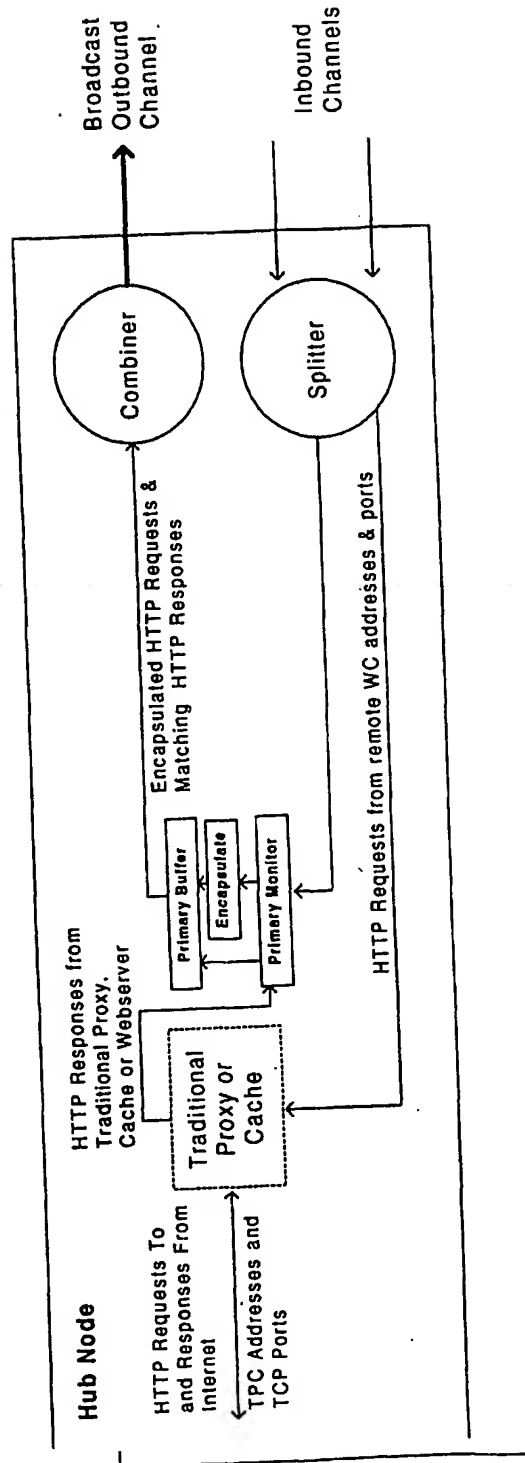 Hub Node
HTTP Requests To
and Responses From
Internet
TPC Addresses and
TCP Ports
HTTP Responses from
Traditional Proxy,
Cache or Webserver
Traditional
Proxy or
Cache
Primary Buffer
Encapsulate
Primary Monitor
Encapsulated HTTP Requests &
Matching HTTP Responses
HTTP Requests from remote WC addresses & ports
Combiner
Splitter
Broadcast
Outbound
Channel
Inbound
Channels